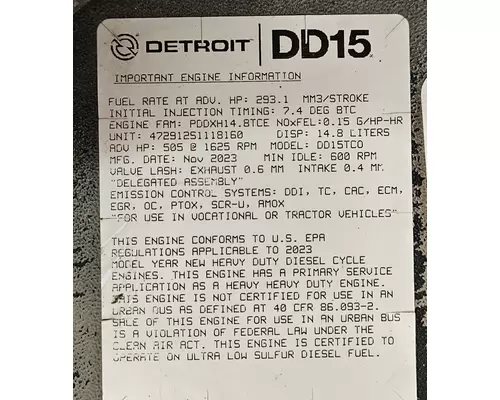 DETROIT DD15
IMPORTANT ENGINE INFORMATION
FUEL RATE AT ADV. HP: 293.1 MM3/STROKE
INITIAL INJECTION TIMING: 7.4 DEG BTC
ENGINE FAM: PDDXH14.8TCE NOXFEL:0.15 G/HP-HR
UNIT: 472912S1118160 DISP: 14.8 LITERS
ADV HP: 505 @ 1625 RPM MODEL: DD15TCO
MFG. DATE: Nov 2023 MIN IDLE: 600 RPM
VALVE LASH: EXHAUST 0.6 MM INTAKE 0.4 MM
"DELEGATED ASSEMBLY"
EMISSION CONTROL SYSTEMS: DDI, TC, CAC, ECM,
EGR, OC, PTOX, SCR-U, AMOX
"FOR USE IN VOCATIONAL OR TRACTOR VEHICLES"
THIS ENGINE CONFORMS TO U.S. EPA
REGULATIONS APPLICABLE TO 2023
MODEL YEAR NEW HEAVY DUTY DIESEL CYCLE
ENGINES. THIS ENGINE HAS A PRIMARY SERVICE
APPLICATION AS A HEAVY HEAVY DUTY ENGINE.
THIS ENGINE IS NOT CERTIFIED FOR USE IN AN
URBAN BUS AS DEFINED AT 40 CFR 86.093-2.
SALE OF THIS ENGINE FOR USE IN AN URBAN BUS
IS A VIOLATION OF FEDERAL LAW UNDER THE
CLEAN AIR ACT. THIS ENGINE IS CERTIFIED TO
OPERATE ON ULTRA LOW SULFUR DIESEL FUEL.